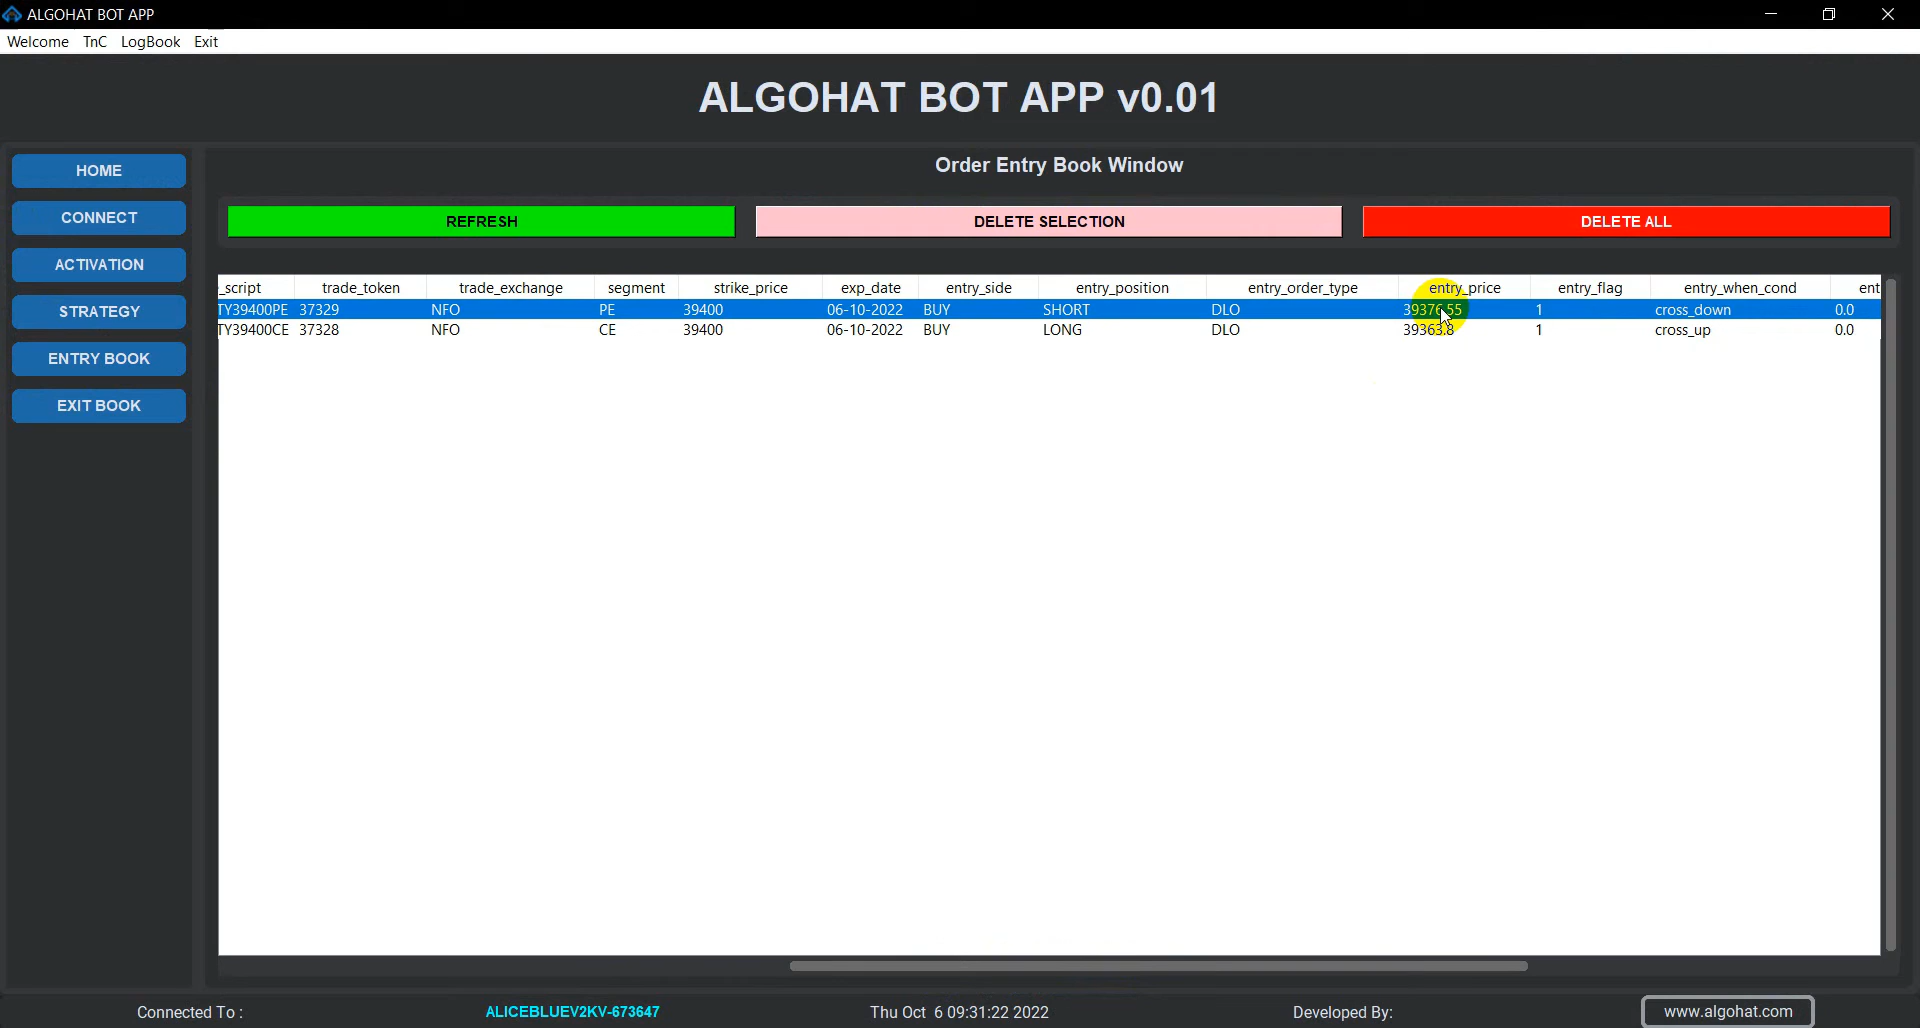 ALGOHAT BOT APP
Welcome TnC LogBook Exit
ALGOHAT BOT APP v0.01
HOME
CONNECT
ACTIVATION
STRATEGY
ENTRY BOOK
EXIT BOOK
Order Entry Book Window
REFRESH DELETE SELECTION DELETE ALL
_script trade_token trade_exchange segment strike_price exp_date entry_side entry_position entry_order_type entry_price entry_flag entry_when_cond ent
TY39400PE 37329 NFO PE 39400 06-10-2022 BUY SHORT DLO 39376.55 1 cross_down 0.0
TY39400CE 37328 NFO CE 39400 06-10-2022 BUY LONG DLO 39363.8 1 cross_up 0.0
Connected To : ALICEBLUEV2KV-673647 Thu Oct 6 09:31:22 2022 Developed By: www.algohat.com